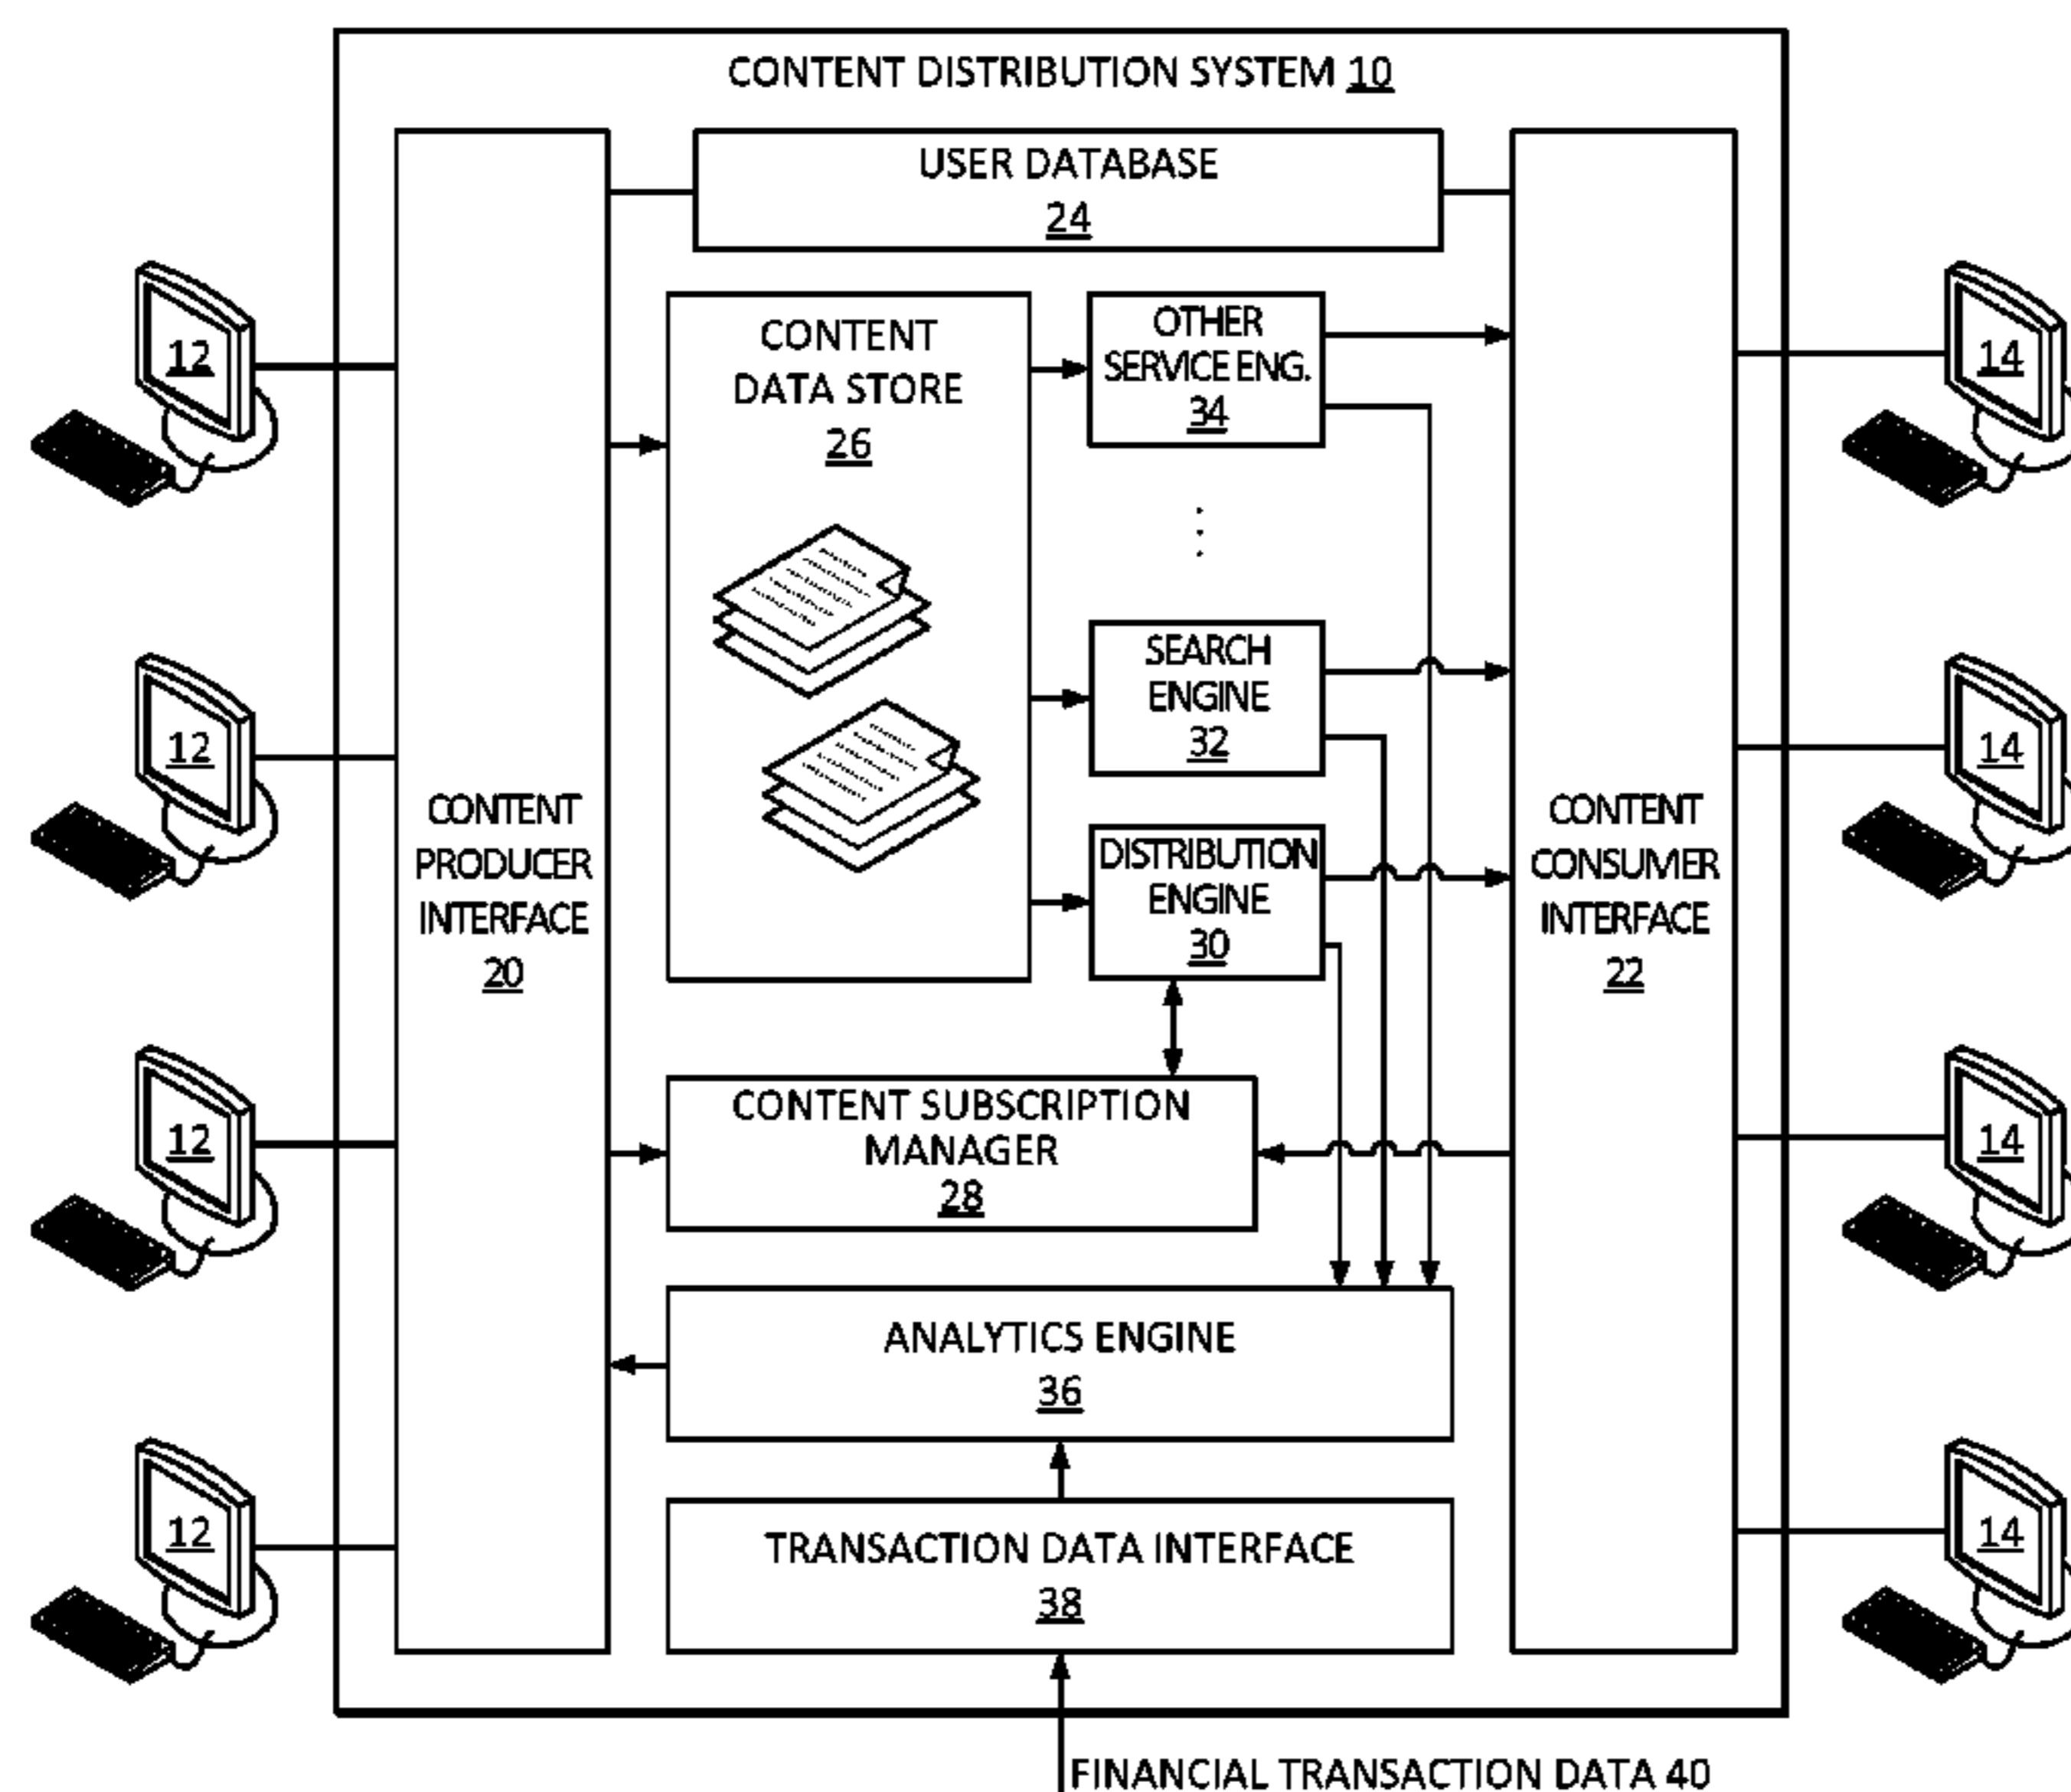 CONTENT DISTRIBUTION SYSTEM 10
USER DATABASE
24
12
12
12
12
CONTENT
PRODUCER
INTERFACE
20
CONTENT
DATA STORE
26
OTHER
SERVICE ENG.
34
SEARCH
ENGINE
32
DISTRIBUTION
ENGINE
30
CONTENT SUBSCRIPTION
MANAGER
28
ANALYTICS ENGINE
36
TRANSACTION DATA INTERFACE
38
CONTENT
CONSUMER
INTERFACE
22
14
14
14
14
FINANCIAL TRANSACTION DATA 40